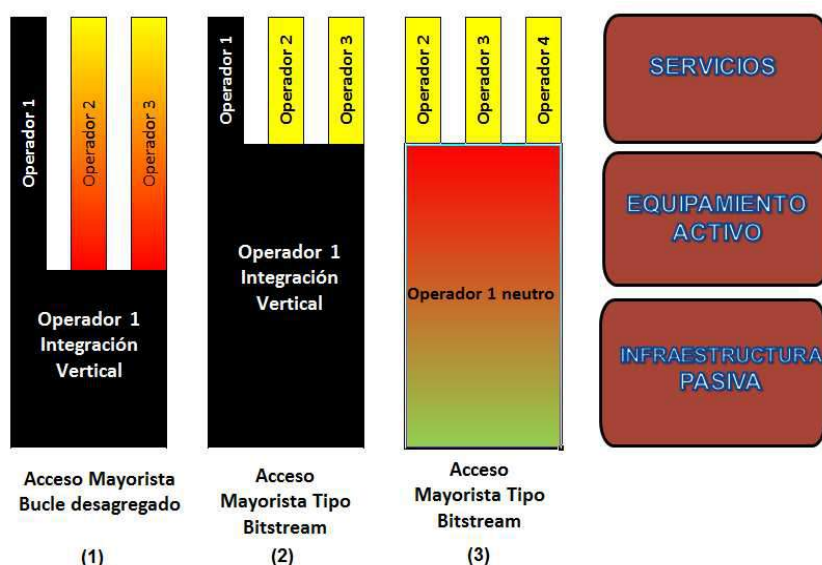 Operador 1
Operador 2
Operador 3
Operador 1
Integración
Vertical
Acceso Mayorista
Bucle desagregado
(1)
Operador 1
Operador 2
Operador 3
Operador 1
Integración
Vertical
Acceso
Mayorista Tipo
Bitstream
(2)
Operador 2
Operador 3
Operador 4
Operador 1 neutro
Acceso
Mayorista Tipo
Bitstream
(3)
SERVICIOS
EQUIPAMIENTO
ACTIVO
INFRAESTRUCTURA
PASIVA